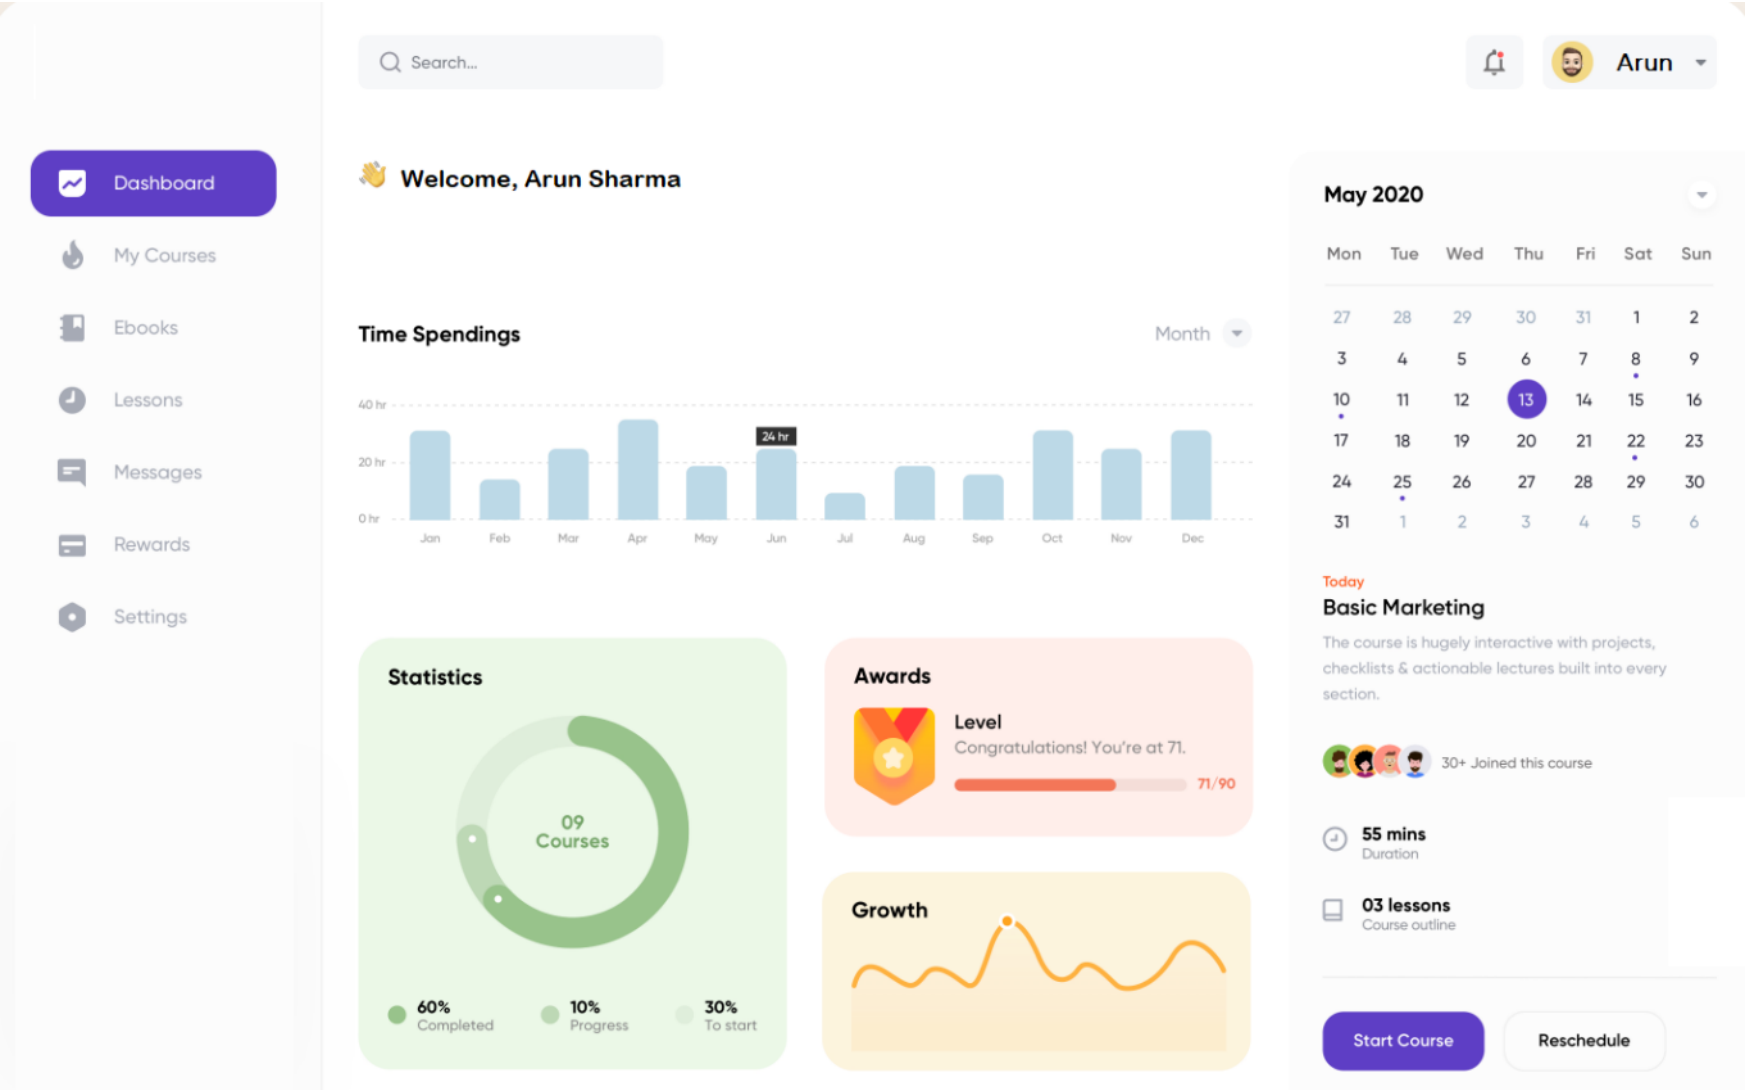 Search...
Arun
Dashboard
My Courses
Ebooks
Lessons
Messages
Rewards
Settings
Welcome, Arun Sharma
Time Spendings
Month
40 hr
20 hr
0 hr
24 hr
Jan Feb Mar Apr May Jun Jul Aug Sep Oct Nov Dec
Statistics
09
Courses
60%
Completed
10%
Progress
30%
To start
Awards
Level
Congratulations! You're at 71.
71/90
Growth
May 2020
Mon Tue Wed Thu Fri Sat Sun
27 28 29 30 31 1 2
3 4 5 6 7 8 9
10 11 12 13 14 15 16
17 18 19 20 21 22 23
24 25 26 27 28 29 30
31 1 2 3 4 5 6
Today
Basic Marketing
The course is hugely interactive with projects,
checklists & actionable lectures built into every
section.
30+ Joined this course
55 mins
Duration
03 lessons
Course outline
Start Course
Reschedule